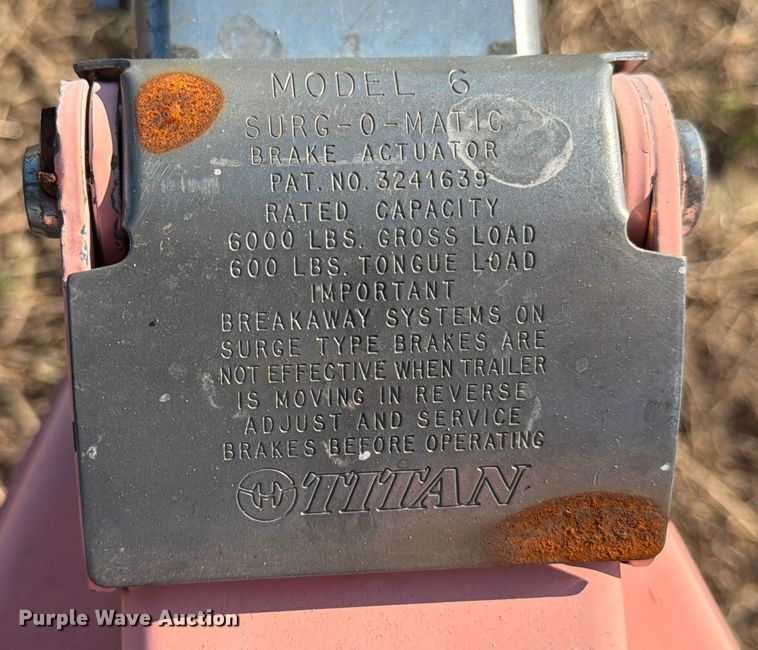 MODEL 6
SURG-O-MATIC
BRAKE ACTUATOR
PAT. NO. 3241639
RATED CAPACITY
6000 LBS. GROSS LOAD
600 LBS. TONGUE LOAD
IMPORTANT
BREAKAWAY SYSTEMS ON
SURGE TYPE BRAKES ARE
NOT EFFECTIVE WHEN TRAILER
IS MOVING IN REVERSE
ADJUST AND SERVICE
BRAKES BEFORE OPERATING
TITAN
Purple Wave Auction